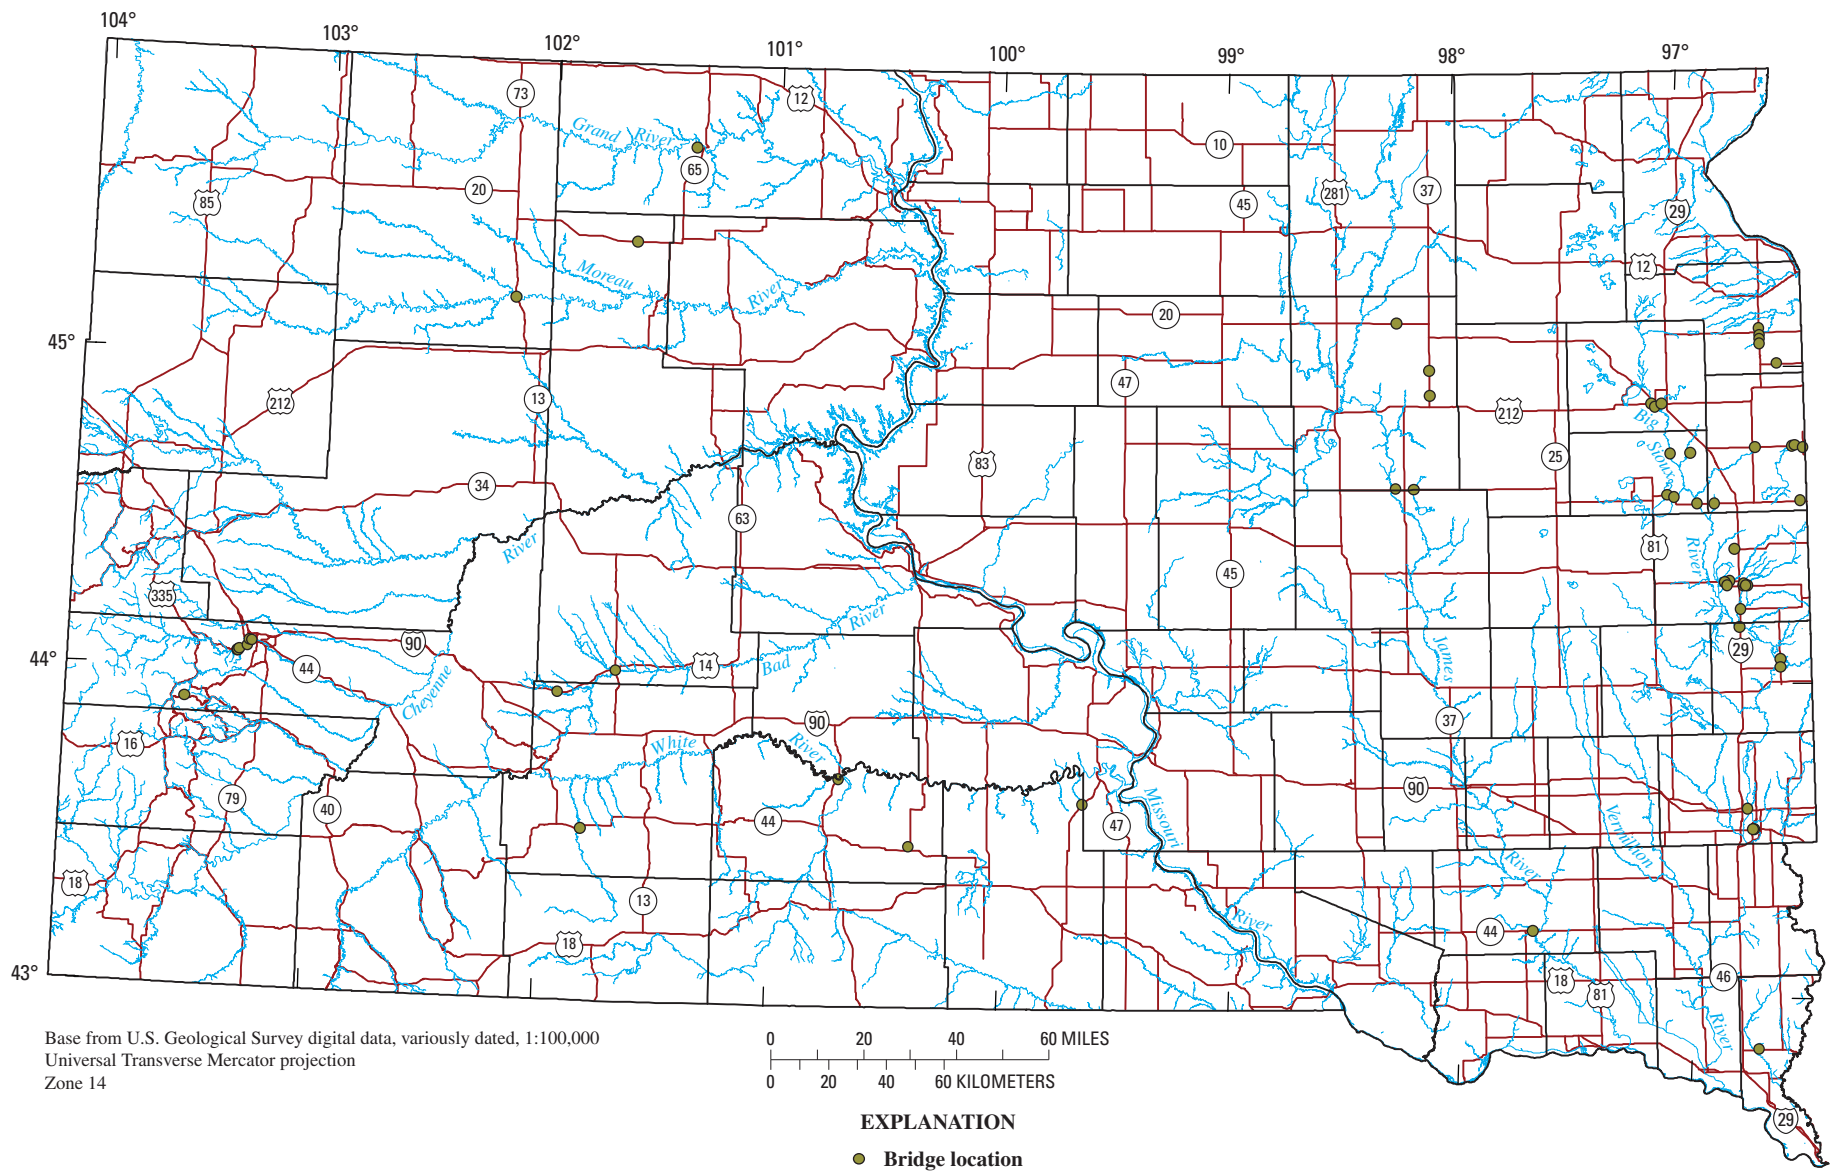 104°
103°
102°
101°
100°
99°
98°
97°
73
12
Grand River
65
10
20
85
45
281
37
29
12
Moreau
River
20
45°
212
13
47
212
Big
Sioux
River
25
83
34
63
81
River
45
335
River
James
90
44°
44
14
Bad
29
Cheyenne
37
16
90
White
River
79
40
90
44
47
Missouri
Vermillion
River
18
13
River
44
18
43°
18
81
46
River
29
Base from U.S. Geological Survey digital data, variously dated, 1:100,000
Universal Transverse Mercator projection
Zone 14
0 20 40 60 MILES
0 20 40 60 KILOMETERS
EXPLANATION
Bridge location